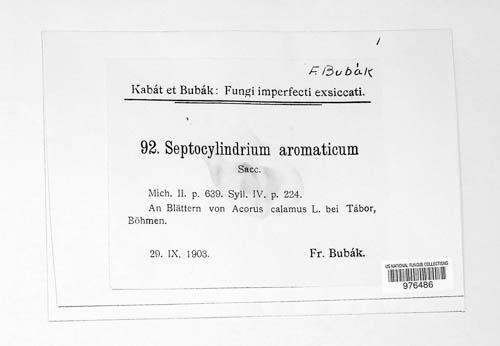 1
F. Bubák
Kabát et Bubák: Fungi imperfecti exsiccati.
92. Septocylindrium aromaticum
Sacc.
Mich. II. p. 639. Syll. IV. p. 224.
An Blättern von Acorus calamus L. bei Tábor,
Böhmen.
29. IX. 1903. Fr. Bubák.
US NATIONAL FUNGUS COLLECTIONS
976486